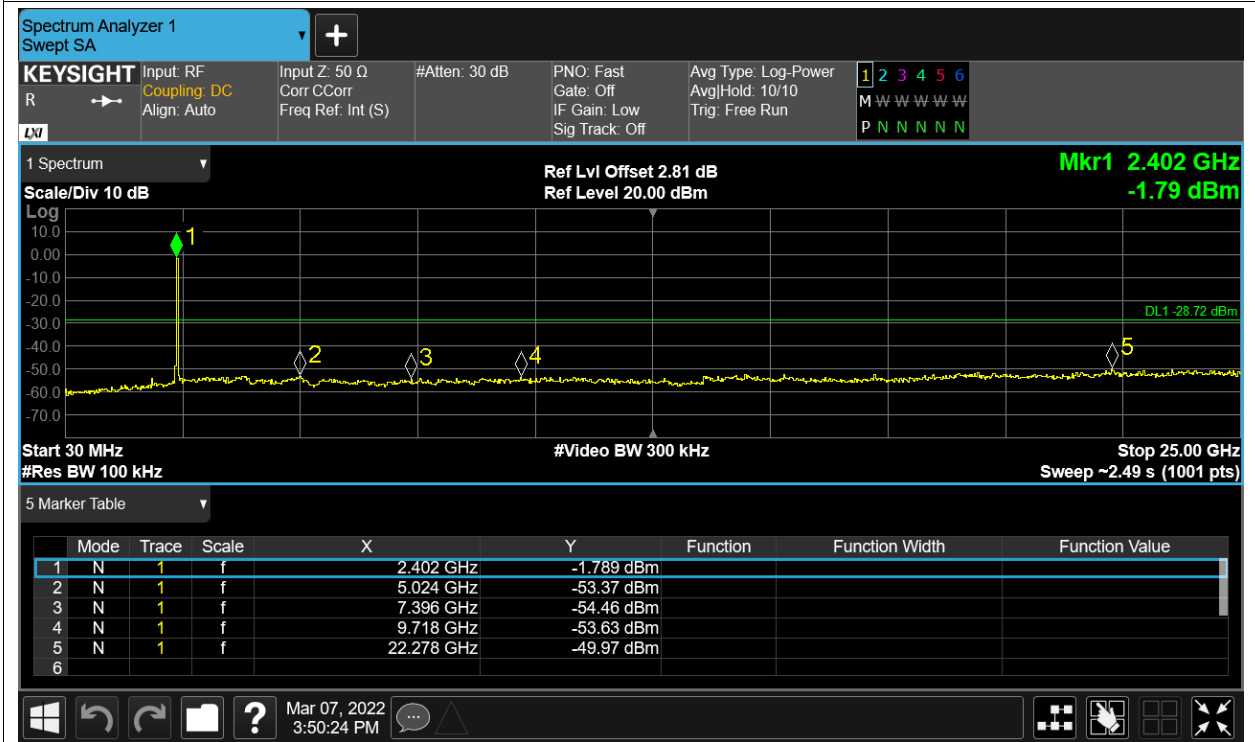 Spectrum Analyzer 1
Swept SA
KEYSIGHT
R
LXI
Input: RF
Coupling: DC
Align: Auto
Input Z: 50 Ω
Corr CCorr
Freq Ref: Int (S)
#Atten: 30 dB
PNO: Fast
Gate: Off
IF Gain: Low
Sig Track: Off
Avg Type: Log-Power
Avg|Hold: 10/10
Trig: Free Run
1 2 3 4 5 6
M W W W W W
P N N N N N
1 Spectrum
Scale/Div 10 dB
Ref Lvl Offset 2.81 dB
Ref Level 20.00 dBm
Mkr1 2.402 GHz
-1.79 dBm
Log
10.0
0.00
-10.0
-20.0
-30.0
-40.0
-50.0
-60.0
-70.0
1
2
3
4
5
DL1 -28.72 dBm
Start 30 MHz
#Res BW 100 kHz
#Video BW 300 kHz
Stop 25.00 GHz
Sweep ~2.49 s (1001 pts)
5 Marker Table
Mode Trace Scale X Y Function Function Width Function Value
1 N 1 f 2.402 GHz -1.789 dBm
2 N 1 f 5.024 GHz -53.37 dBm
3 N 1 f 7.396 GHz -54.46 dBm
4 N 1 f 9.718 GHz -53.63 dBm
5 N 1 f 22.278 GHz -49.97 dBm
6
?
Mar 07, 2022
3:50:24 PM